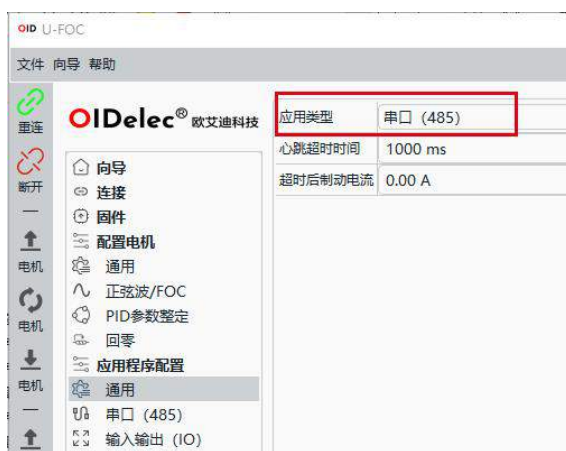 OID U-FOC
文件 向导 帮助
重连
断开
电机
电机
电机
OIDelec® 欧艾迪科技
向导
连接
固件
配置电机
通用
正弦波/FOC
PID参数整定
回零
应用程序配置
通用
串口（485）
输入输出（IO）
应用类型 串口（485）
心跳超时时间 1000 ms
超时后制动电流 0.00 A